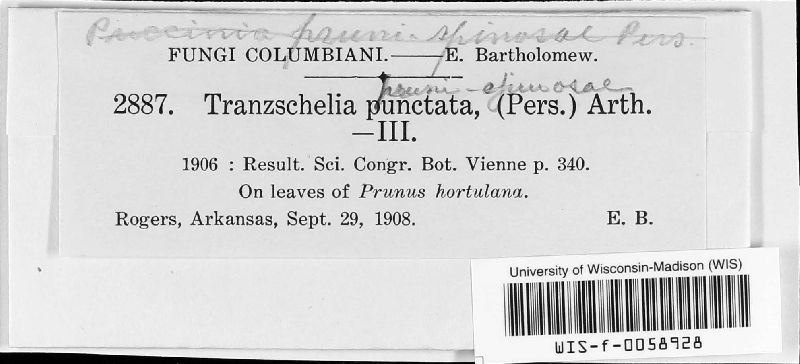 Puccinia pruni-spinosae Pers.
FUNGI COLUMBIANI.——E. Bartholomew.
pruni-spinosae
2887. Tranzschelia punctata, (Pers.) Arth.
—III.
1906 : Result. Sci. Congr. Bot. Vienne p. 340.
On leaves of Prunus hortulana.
Rogers, Arkansas, Sept. 29, 1908. E. B.
University of Wisconsin-Madison (WIS)
WIS-f-0058928